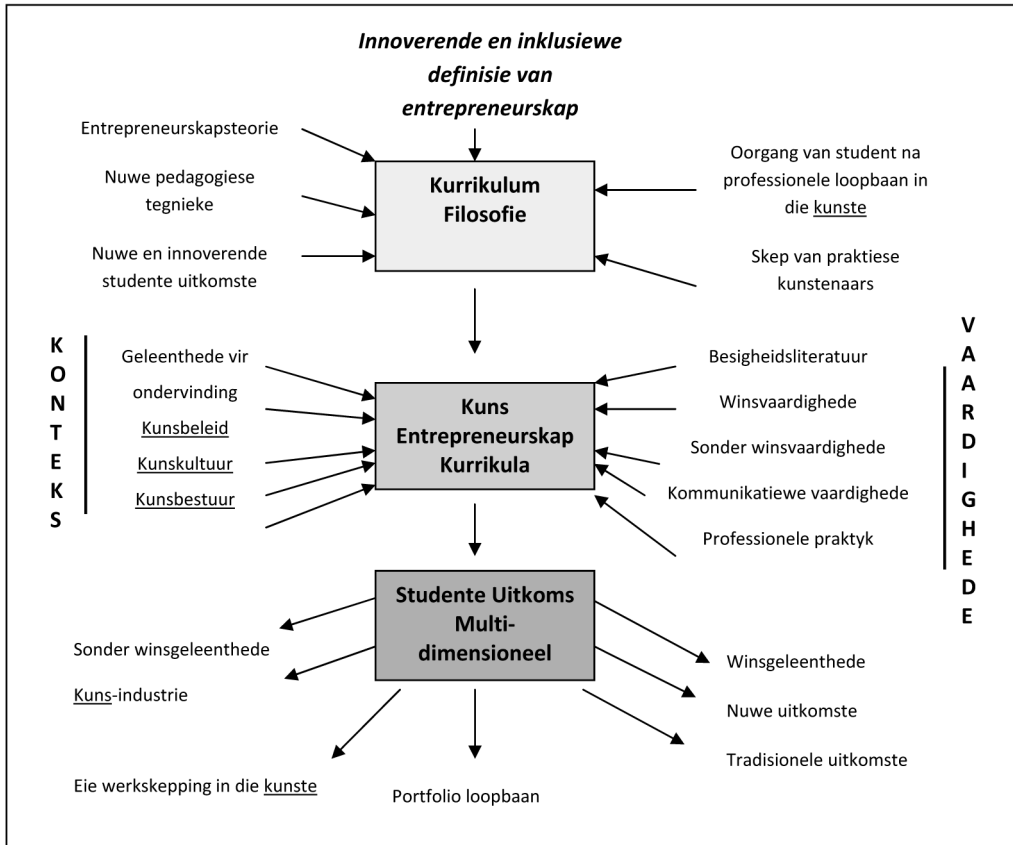 Innoverende en inklusiewe
definisie van
entrepreneurskap
Entrepreneurskapsteorie
Nuwe pedagogiese
tegnieke
Nuwe en innoverende
studente uitkomste
Kurrikulum
Filosofie
Oorgang van student na
professionele loopbaan in
die kunste
Skep van praktiese
kunstenaars
KONTEKS
Geleenthede vir
ondervinding
Kunsbeleid
Kunskultuur
Kunsbestuur
Kuns
Entrepreneurskap
Kurrikula
Besigheidsliteratuur
Winsvaardighede
Sonder winsvaardighede
Kommunikatiewe vaardighede
Professionele praktyk
VAARDIGHEDE
Studente Uitkoms
Multi-
dimensioneel
Sonder winsgeleenthede
Kuns-industrie
Eie werkskepping in die kunste
Portfolio loopbaan
Winsgeleenthede
Nuwe uitkomste
Tradisionele uitkomste